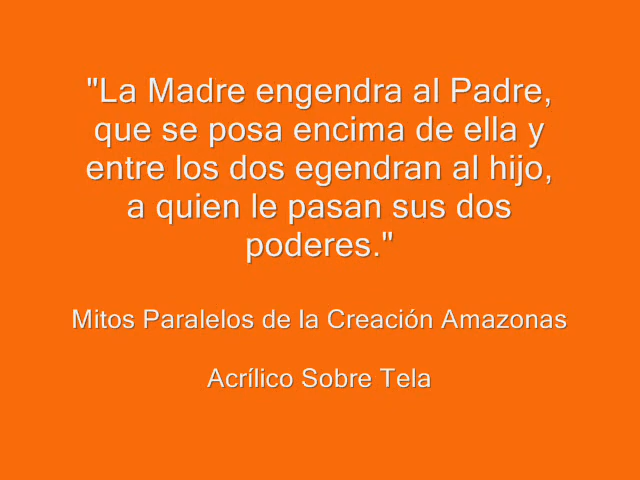 "La Madre engendra al Padre,
que se posa encima de ella y
entre los dos egendran al hijo,
a quien le pasan sus dos
poderes."
Mitos Paralelos de la Creación Amazonas
Acrílico Sobre Tela